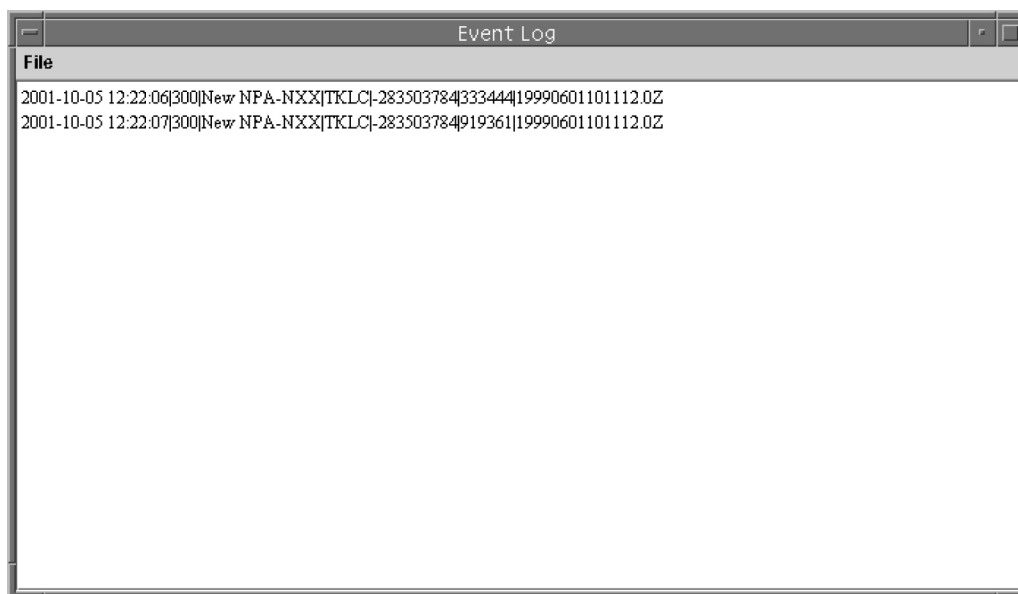 Event Log
File
2001-10-05 12:22:06|300|New NPA-NXX|TKLC|-283503784|333444|19990601101112.0Z
2001-10-05 12:22:07|300|New NPA-NXX|TKLC|-283503784|919361|19990601101112.0Z